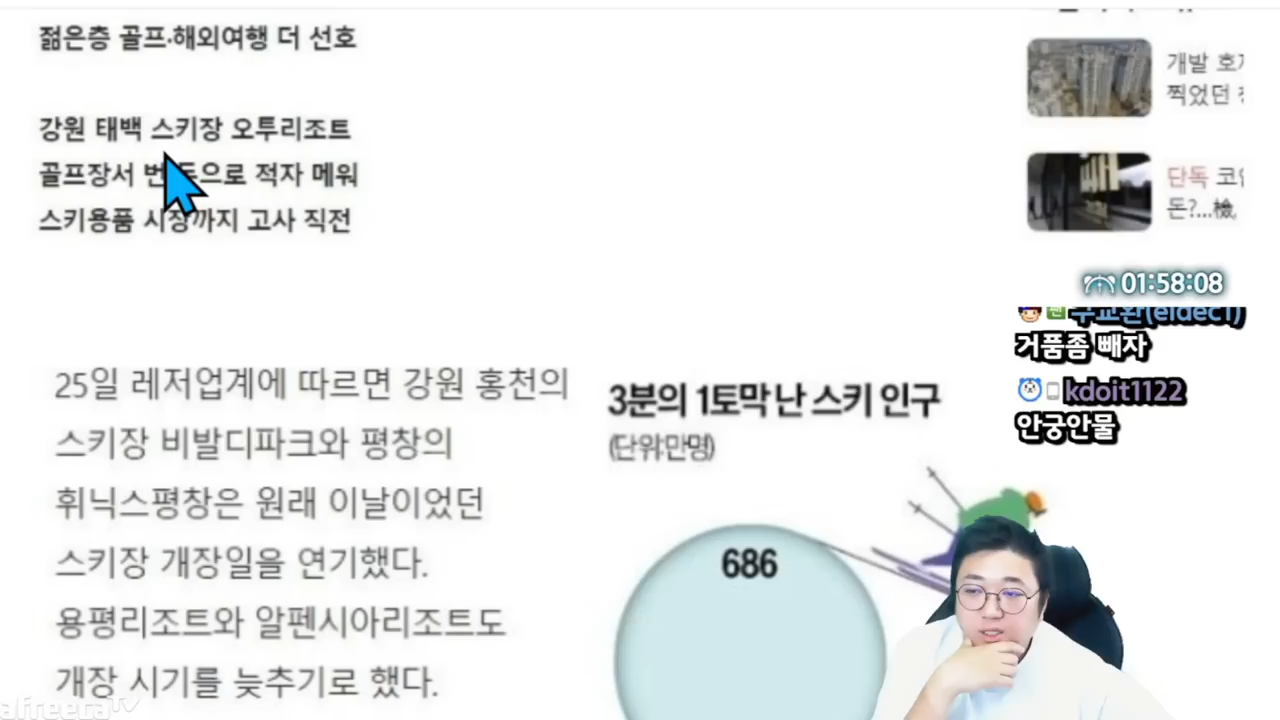 젊은층 골프·해외여행 더 선호
강원 태백 스키장 오투리조트
골프장서 번 돈으로 적자 메워
스키용품 시장까지 고사 직전
25일 레저업계에 따르면 강원 홍천의
스키장 비발디파크와 평창의
휘닉스평창은 원래 이날이었던
스키장 개장일을 연기했다.
용평리조트와 알펜시아리조트도
개장 시기를 늦추기로 했다.
3분의 1토막 난 스키 인구
(단위:만명)
686
개발
찍었던
단독 코인
돈?...檢,
01:58:08
거품좀 빼자
kdoit1122
안궁안물
afreecaTV